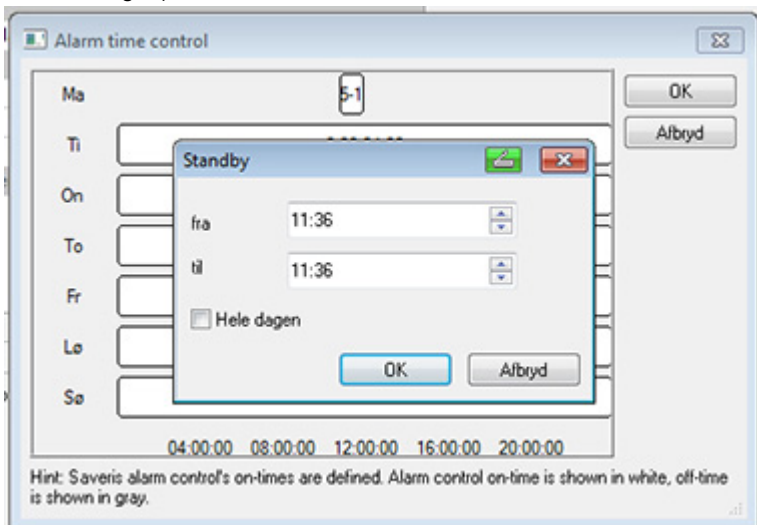 Alarm time control
Ma
5-1
OK
Ti
Afbryd
Standby
On
fra
11:36
To
til
11:36
Fr
Hele dagen
Lø
OK
Afbryd
Sø
04:00:00 08:00:00 12:00:00 16:00:00 20:00:00
Hint: Saveris alarm control's on-times are defined. Alarm control on-time is shown in white, off-time
is shown in gray.